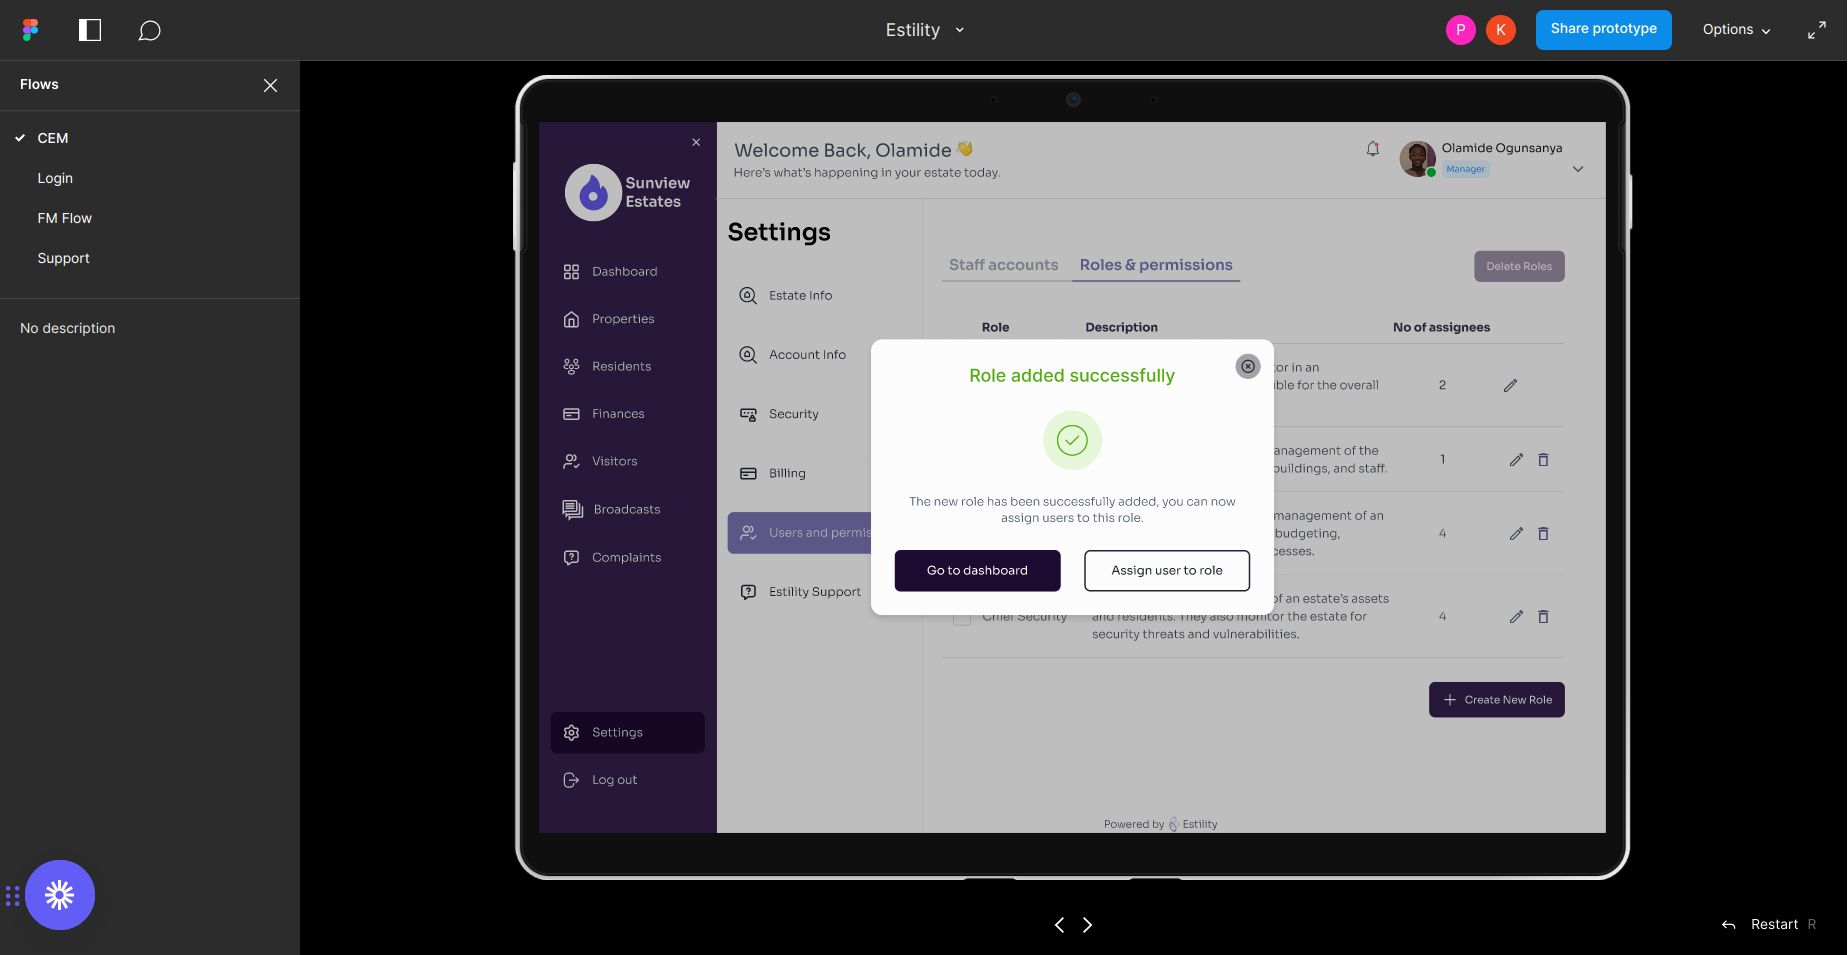 Estility
P
K
Share prototype
Options
Flows
CEM
Login
FM Flow
Support
No description
Sunview
Estates
Dashboard
Properties
Residents
Finances
Visitors
Broadcasts
Complaints
Settings
Log out
Welcome Back, Olamide 👋
Here's what's happening in your estate today.
Olamide Ogunsanya
Manager
Settings
Estate Info
Account Info
Security
Billing
Users and permis
Estility Support
Staff accounts
Roles & permissions
Delete Roles
Role Description No of assignees
tor in an
ible for the overall
2
anagement of the
buildings, and staff.
1
management of an
budgeting,
cesses.
4
of an estate's assets
Chief Security and residents. They also monitor the estate for
security threats and vulnerabilities.
4
Role added successfully
The new role has been successfully added, you can now
assign users to this role.
Go to dashboard
Assign user to role
Create New Role
Powered by Estility
Restart R